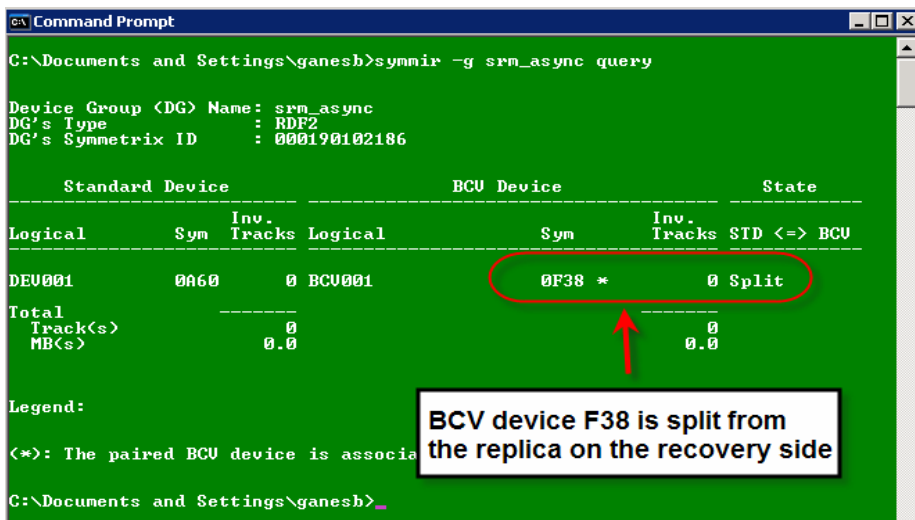 Command Prompt
C:\Documents and Settings\ganesb>symmir -g srm_async query
Device Group (DG) Name: srm_async
DG's Type : RDF2
DG's Symmetrix ID : 000190102186
Standard Device BCV Device State
Inv. Inv.
Logical Sym Tracks Logical Sym Tracks STD <=> BCV
DEV001 0A60 0 BCV001 0F38 * 0 Split
Total
Track(s) 0 0
MB(s) 0.0 0.0
Legend:
BCV device F38 is split from
the replica on the recovery side
(*): The paired BCV device is associa
C:\Documents and Settings\ganesb>_